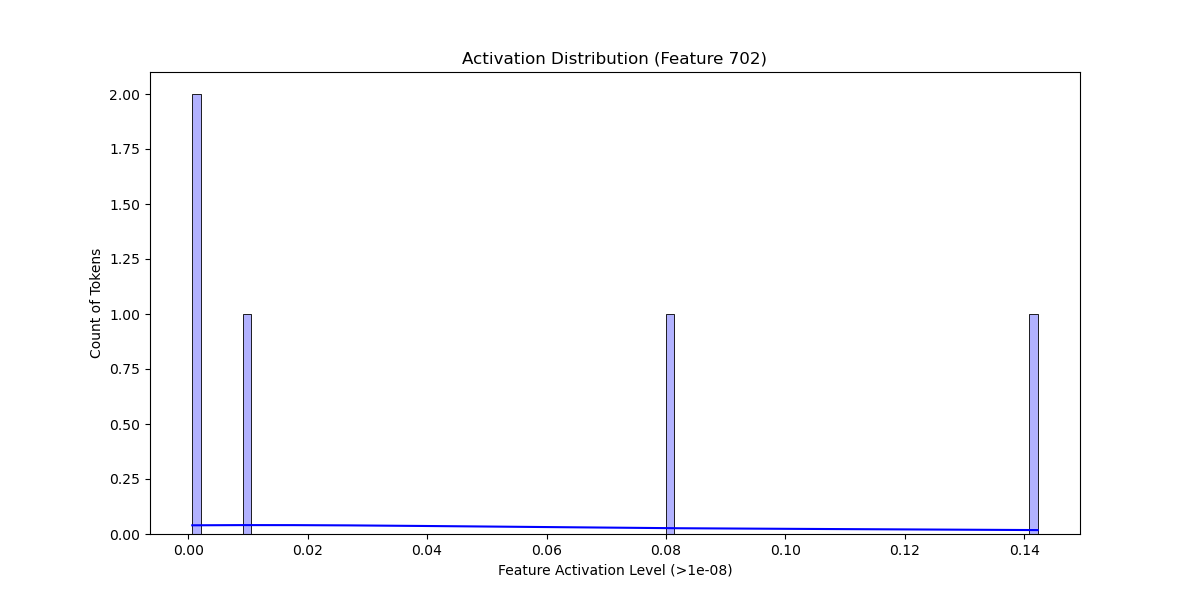 Activation Distribution (Feature 702)
2.00
1.75
1.50
1.25
1.00
0.75
0.50
0.25
0.00
Count of Tokens
0.00 0.02 0.04 0.06 0.08 0.10 0.12 0.14
Feature Activation Level (>1e-08)